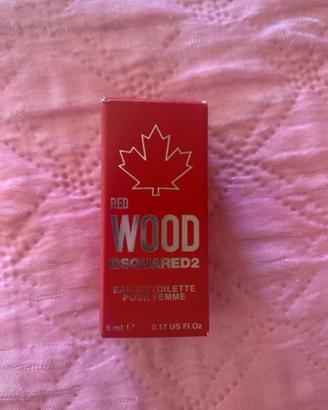 RED
WOOD
DSQUARED2
EAU DE TOILETTE
POUR FEMME
5 ml ℮ 0.17 US Fl.Oz